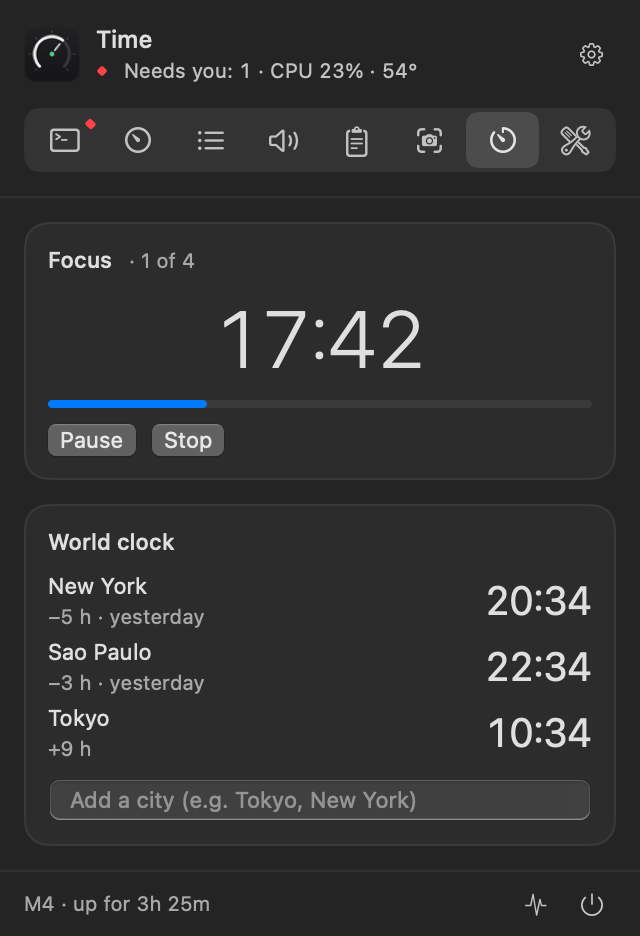 Time
Needs you: 1 · CPU 23% · 54°
Focus · 1 of 4
17:42
Pause Stop
World clock
New York
20:34
−5 h · yesterday
Sao Paulo
22:34
−3 h · yesterday
Tokyo
10:34
+9 h
Add a city (e.g. Tokyo, New York)
M4 · up for 3h 25m